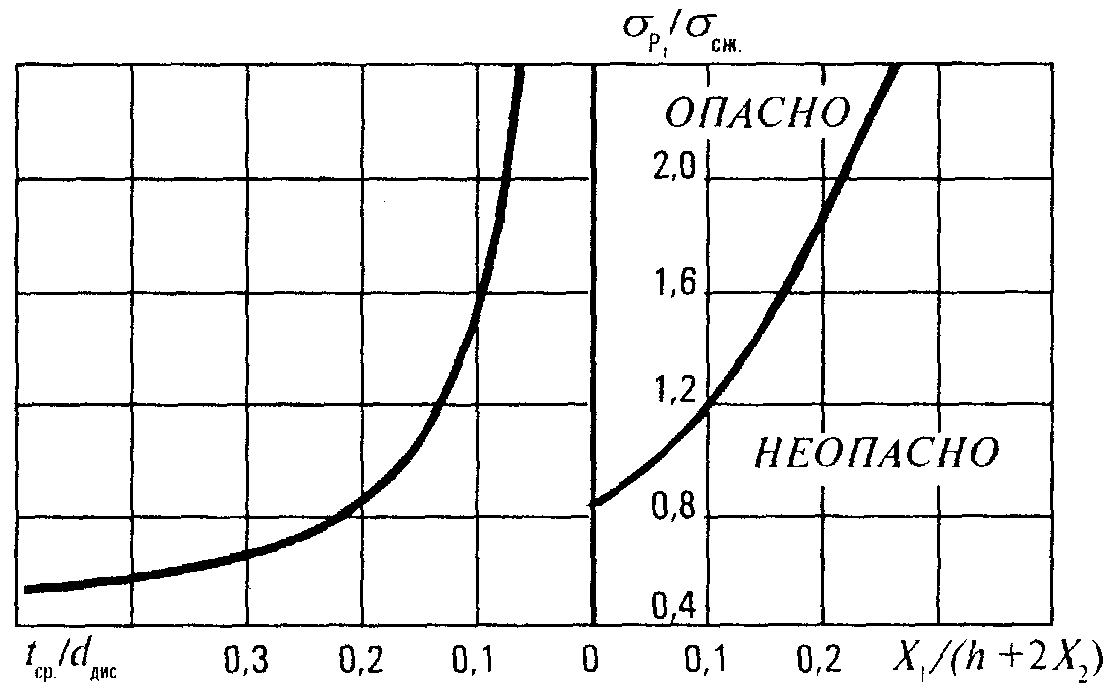 σР₁/σсж.
ОПАСНО
2,0
1,6
1,2
НЕОПАСНО
0,8
0,4
tср./dдис 0,3 0,2 0,1 0 0,1 0,2 X₁/(h + 2X₂)